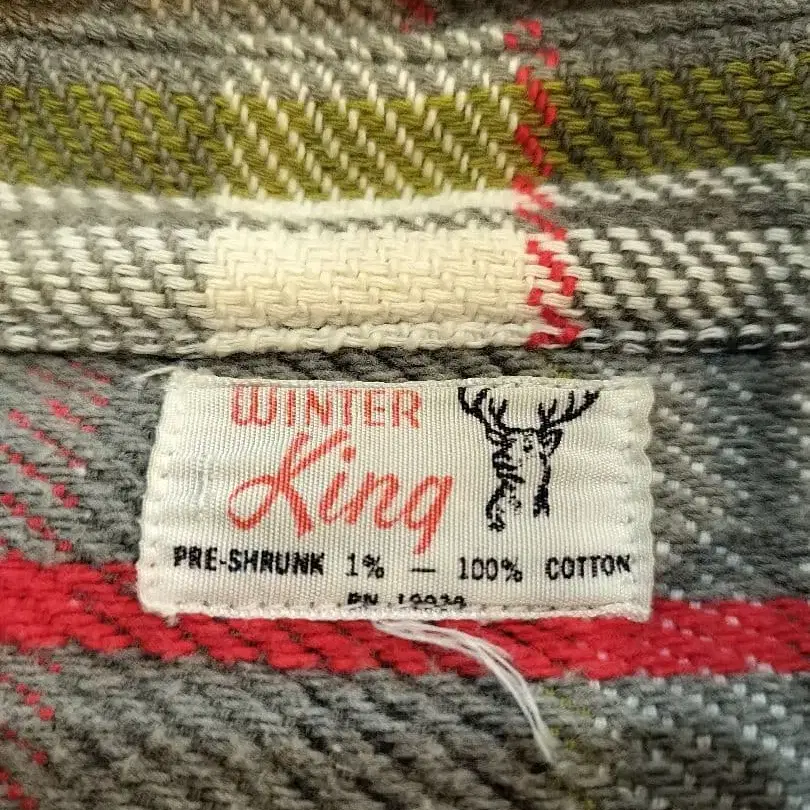 WINTER
King
PRE-SHRUNK 1% — 100% COTTON